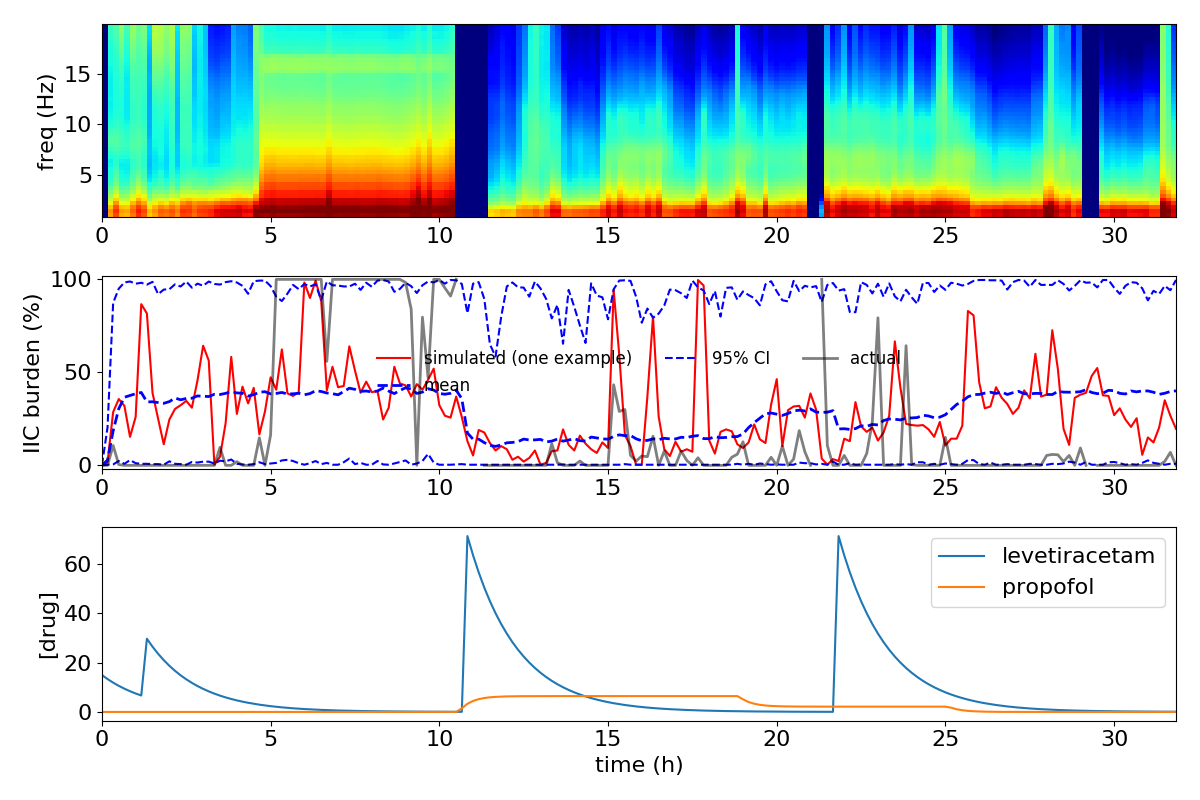 freq (Hz)
15
10
5
0 5 10 15 20 25 30
IIC burden (%)
100
50
0
simulated (one example) 95% CI actual
mean
0 5 10 15 20 25 30
[drug]
60
40
20
0
levetiracetam
propofol
0 5 10 15 20 25 30
time (h)